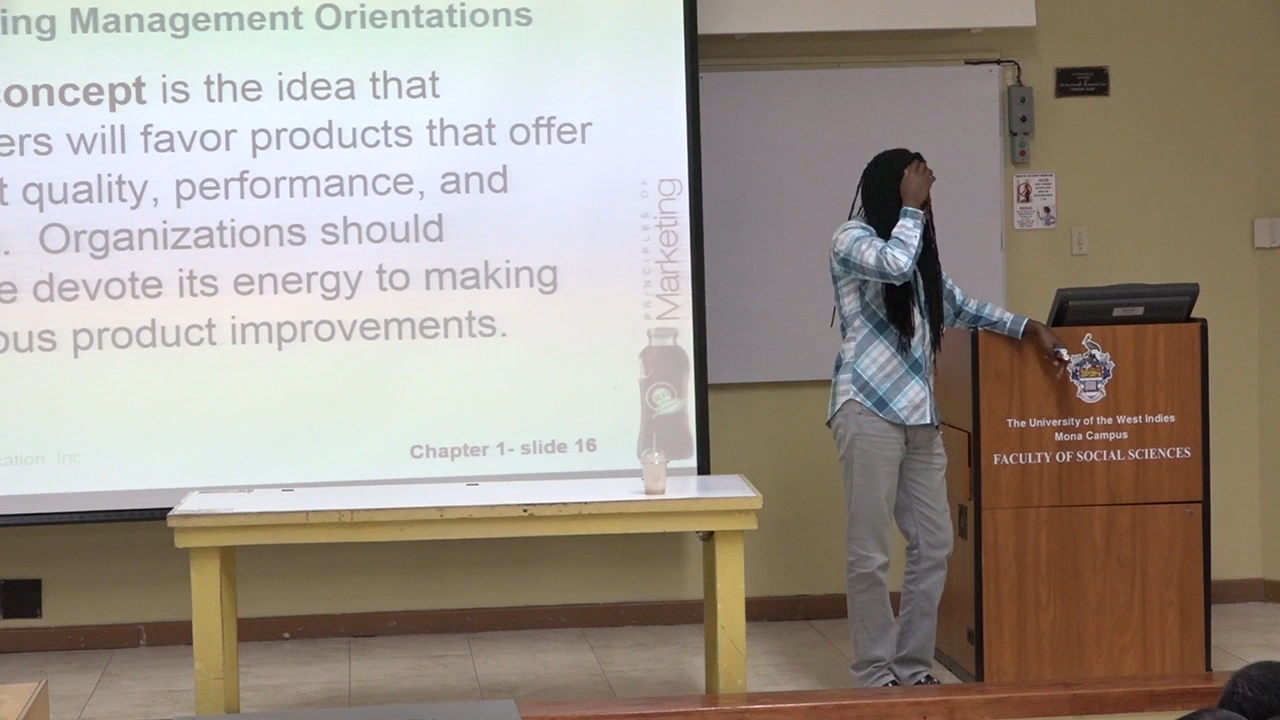 ing Management Orientations
concept is the idea that
ers will favor products that offer
t quality, performance, and
. Organizations should
e devote its energy to making
ous product improvements.
PRINCIPLES OF
Marketing
cation, Inc.
Chapter 1- slide 16
The University of the West Indies
Mona Campus
FACULTY OF SOCIAL SCIENCES